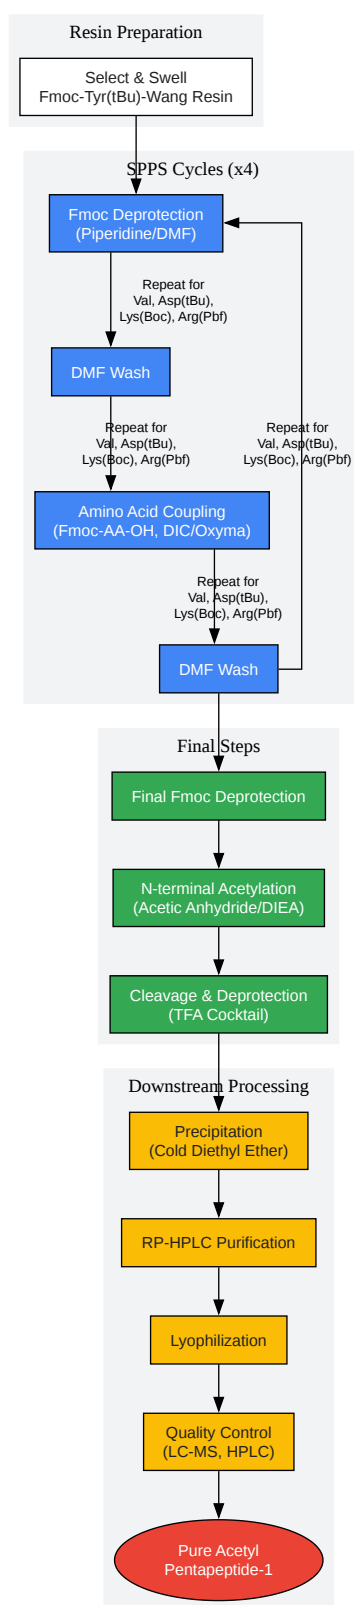 Resin Preparation
Select & Swell
Fmoc-Tyr(tBu)-Wang Resin
SPPS Cycles (x4)
Fmoc Deprotection
(Piperidine/DMF)
Repeat for
Val, Asp(tBu),
Lys(Boc), Arg(Pbf)
DMF Wash
Repeat for
Val, Asp(tBu),
Lys(Boc), Arg(Pbf)
Repeat for
Val, Asp(tBu),
Lys(Boc), Arg(Pbf)
Amino Acid Coupling
(Fmoc-AA-OH, DIC/Oxyma)
Repeat for
Val, Asp(tBu),
Lys(Boc), Arg(Pbf)
DMF Wash
Final Steps
Final Fmoc Deprotection
N-terminal Acetylation
(Acetic Anhydride/DIEA)
Cleavage & Deprotection
(TFA Cocktail)
Downstream Processing
Precipitation
(Cold Diethyl Ether)
RP-HPLC Purification
Lyophilization
Quality Control
(LC-MS, HPLC)
Pure Acetyl
Pentapeptide-1